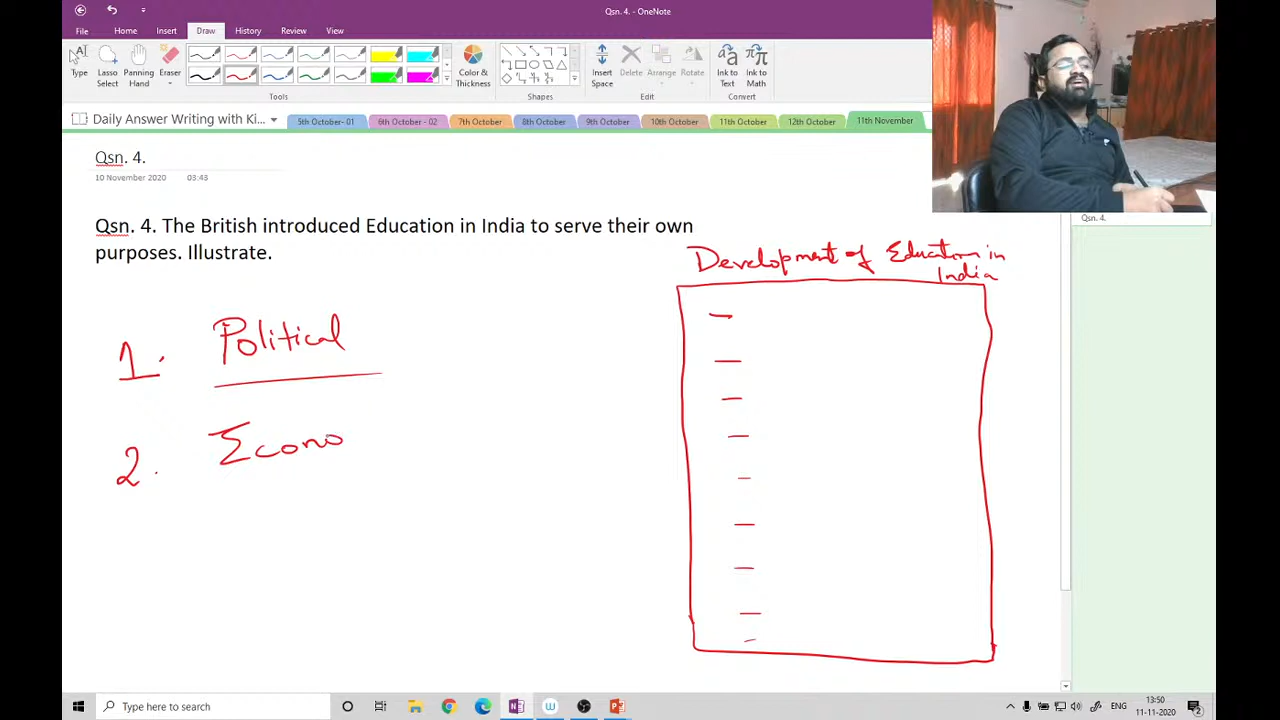 Qsn. 4. - OneNote
File Home Insert Draw History Review View
Type
Lasso Select
Panning Hand
Eraser
Color & Thickness
Insert Space
Delete
Arrange
Rotate
Ink to Text
Ink to Math
Tools
Shapes
Edit
Convert
Daily Answer Writing with Ki...
5th October- 01
6th October - 02
7th October
8th October
9th October
10th October
11th October
12th October
11th November
Qsn. 4.
10 November 2020 03:43
Qsn. 4.
Qsn. 4. The British introduced Education in India to serve their own
purposes. Illustrate.
Development of Education in
India
1. Political
2. Econo
Type here to search
ENG
13:50
11-11-2020
2